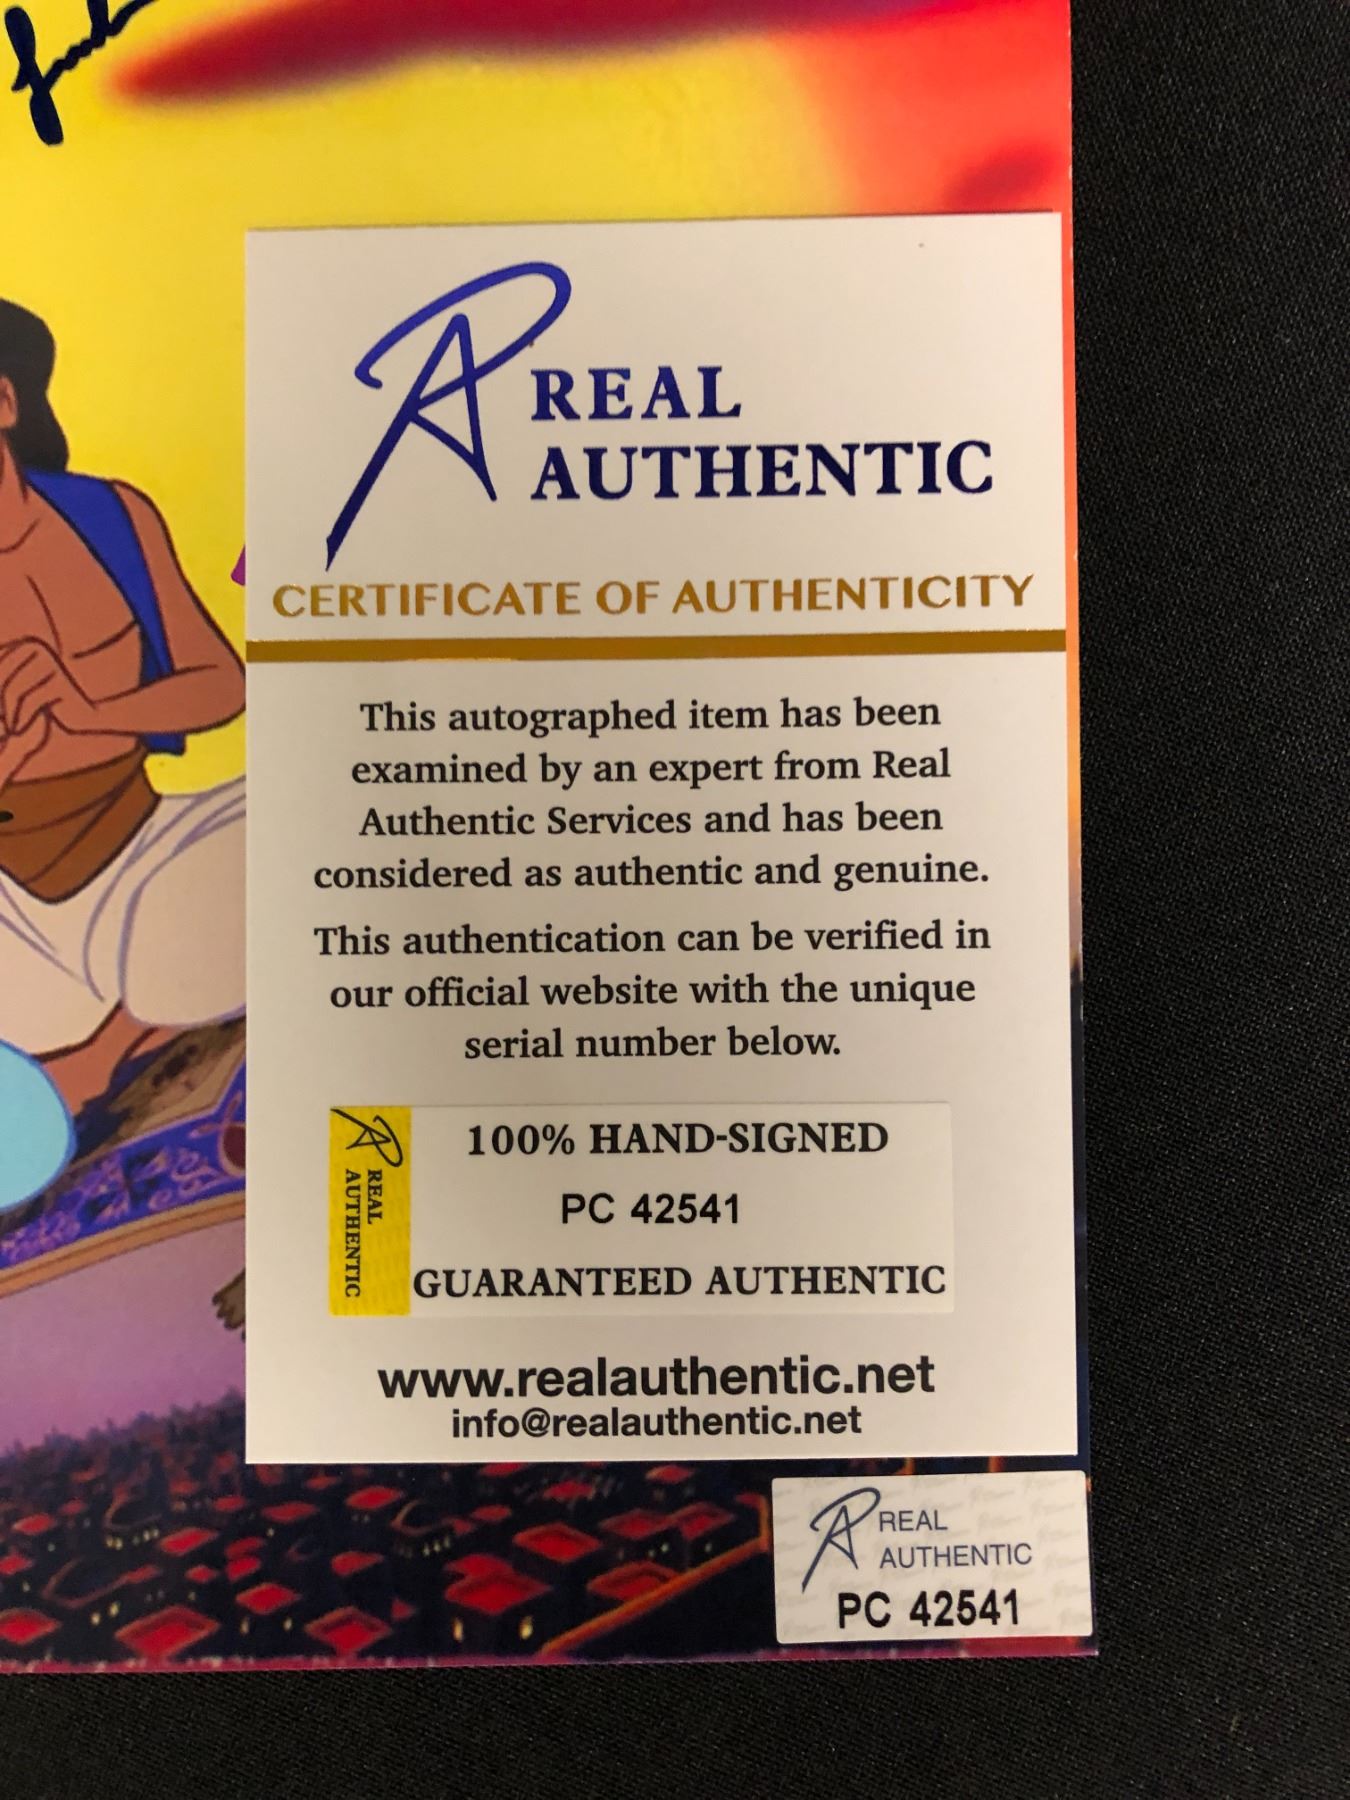 REAL
AUTHENTIC
CERTIFICATE OF AUTHENTICITY
This autographed item has been
examined by an expert from Real
Authentic Services and has been
considered as authentic and genuine.
This authentication can be verified in
our official website with the unique
serial number below.
REAL
AUTHENTIC
100% HAND-SIGNED
PC 42541
GUARANTEED AUTHENTIC
www.realauthentic.net
info@realauthentic.net
REAL
AUTHENTIC
PC 42541